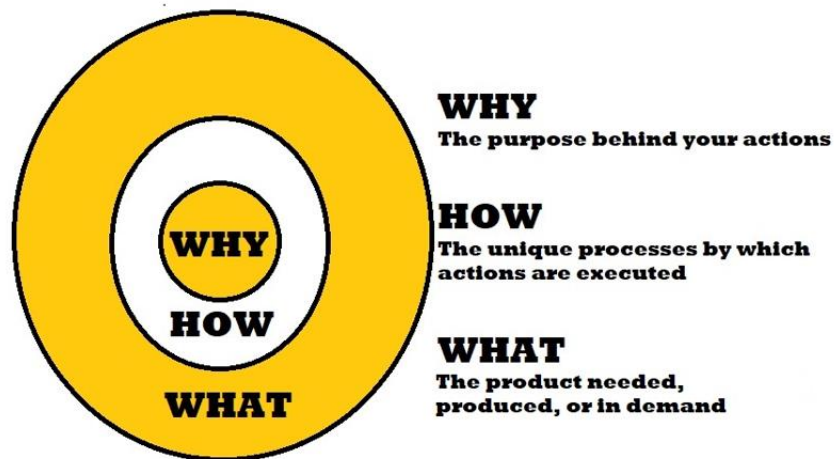 WHY
HOW
WHAT
WHY
The purpose behind your actions
HOW
The unique processes by which
actions are executed
WHAT
The product needed,
produced, or in demand